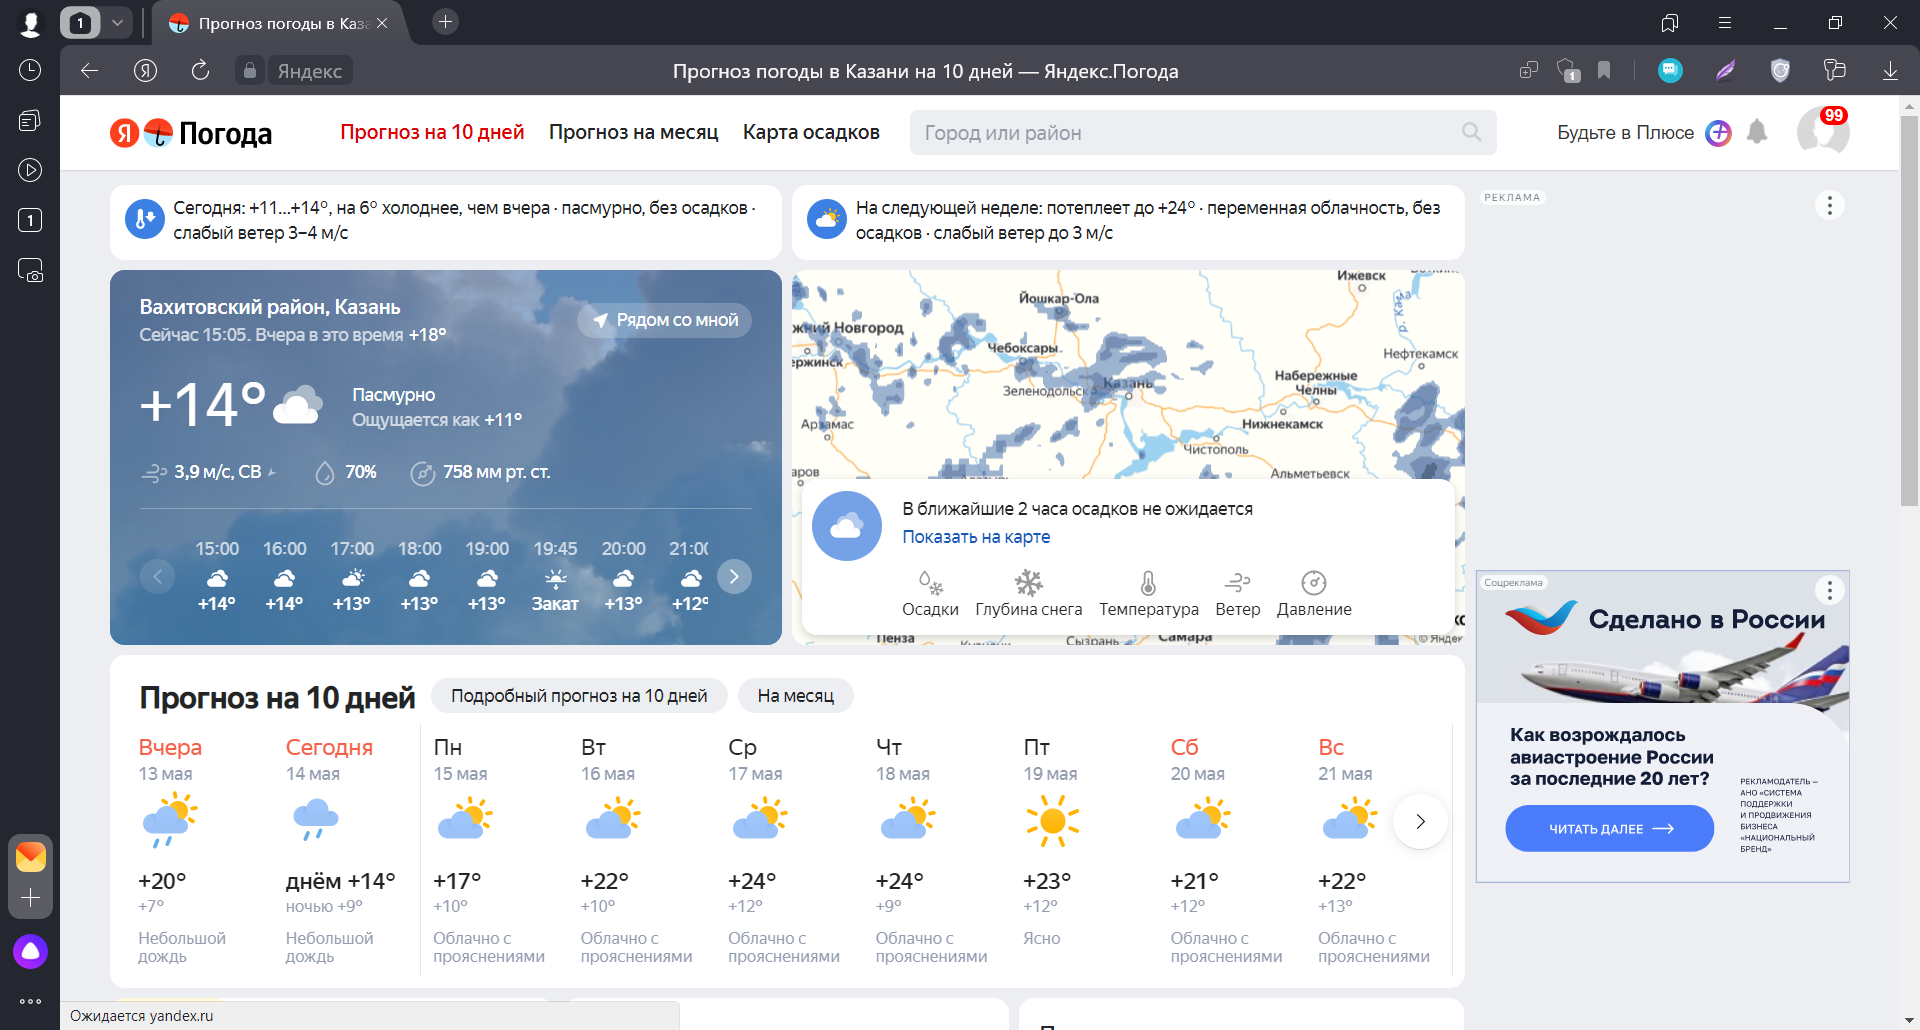 1
Прогноз погоды в Каза
Яндекс
Прогноз погоды в Казани на 10 дней — Яндекс.Погода
1
1
Я Погода
Прогноз на 10 дней
Прогноз на месяц
Карта осадков
Город или район
Будьте в Плюсе
99
Сегодня: +11...+14°, на 6° холоднее, чем вчера · пасмурно, без осадков ·
слабый ветер 3–4 м/с
На следующей неделе: потеплеет до +24° · переменная облачность, без
осадков · слабый ветер до 3 м/с
РЕКЛАМА
Вахитовский район, Казань
Сейчас 15:05. Вчера в это время +18°
Рядом со мной
+14°
Пасмурно
Ощущается как +11°
3,9 м/с, СВ
70%
758 мм рт. ст.
15:00 16:00 17:00 18:00 19:00 19:45 20:00 21:00
+14° +14° +13° +13° +13° Закат +13° +12°
Ижевск
Йошкар-Ола
р. Кама
жний Новгород
Чебоксары
ержинск
Нефтекамск
Казань
Зеленодольск
Набережные
Челны
Арзамас
Нижнекамск
Чистополь
аров
Альметьевск
В ближайшие 2 часа осадков не ожидается
Показать на карте
Осадки Глубина снега Температура Ветер Давление
Пенза
Сызрань
Самара
© Яндек
Прогноз на 10 дней
Подробный прогноз на 10 дней
На месяц
Вчера Сегодня Пн Вт Ср Чт Пт Сб Вс
13 мая 14 мая 15 мая 16 мая 17 мая 18 мая 19 мая 20 мая 21 мая
+20° днём +14° +17° +22° +24° +24° +23° +21° +22°
+7° ночью +9° +10° +10° +12° +9° +12° +12° +13°
Небольшой Небольшой Облачно с Облачно с Облачно с Облачно с Ясно Облачно с Облачно с
дождь дождь прояснениями прояснениями прояснениями прояснениями прояснениями прояснениями
Соцреклама
Сделано в России
Как возрождалось
авиастроение России
за последние 20 лет?
ЧИТАТЬ ДАЛЕЕ
РЕКЛАМОДАТЕЛЬ —
АНО «СИСТЕМА
ПОДДЕРЖКИ
И ПРОДВИЖЕНИЯ
БИЗНЕСА
«НАЦИОНАЛЬНЫЙ
БРЕНД»
Ожидается yandex.ru